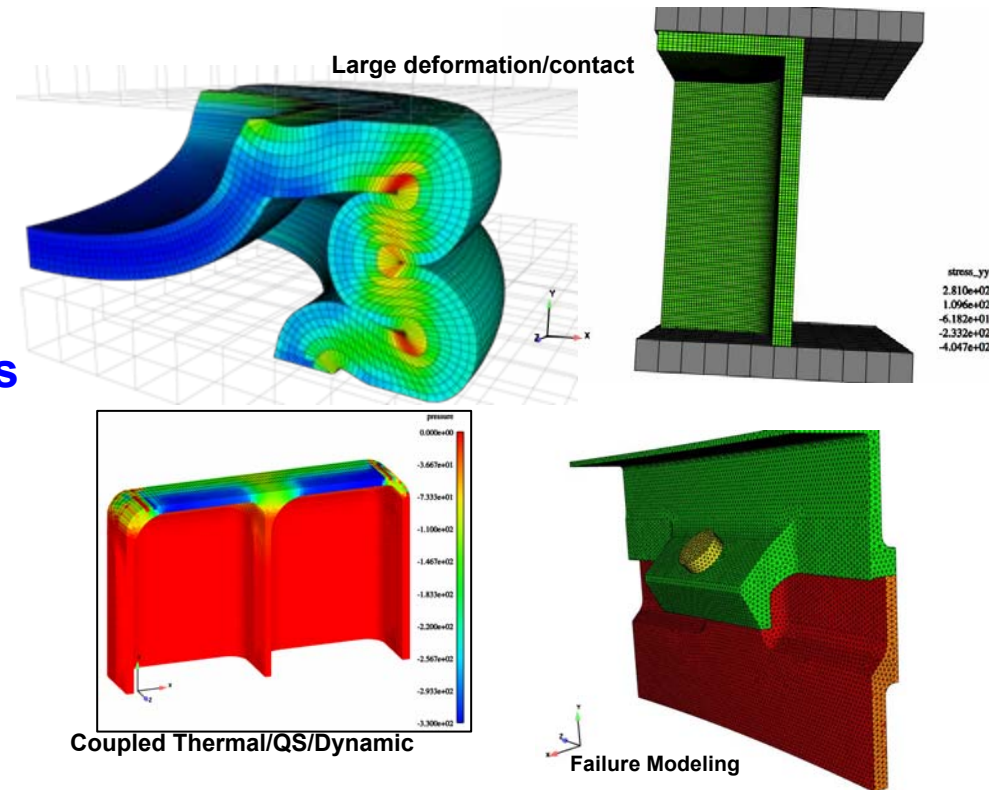 Large deformation/contact
Y
Z
X
stress_yy
2.810e+02
1.096e+02
-6.182e+01
-2.332e+02
-4.047e+02
s
pressure
0.000e+00
-3.667e+01
-7.333e+01
-1.100e+02
-1.467e+02
-1.833e+02
-2.200e+02
-2.567e+02
-2.933e+02
-3.300e+02
X
Z
Coupled Thermal/QS/Dynamic
Y
Z
X
Failure Modeling